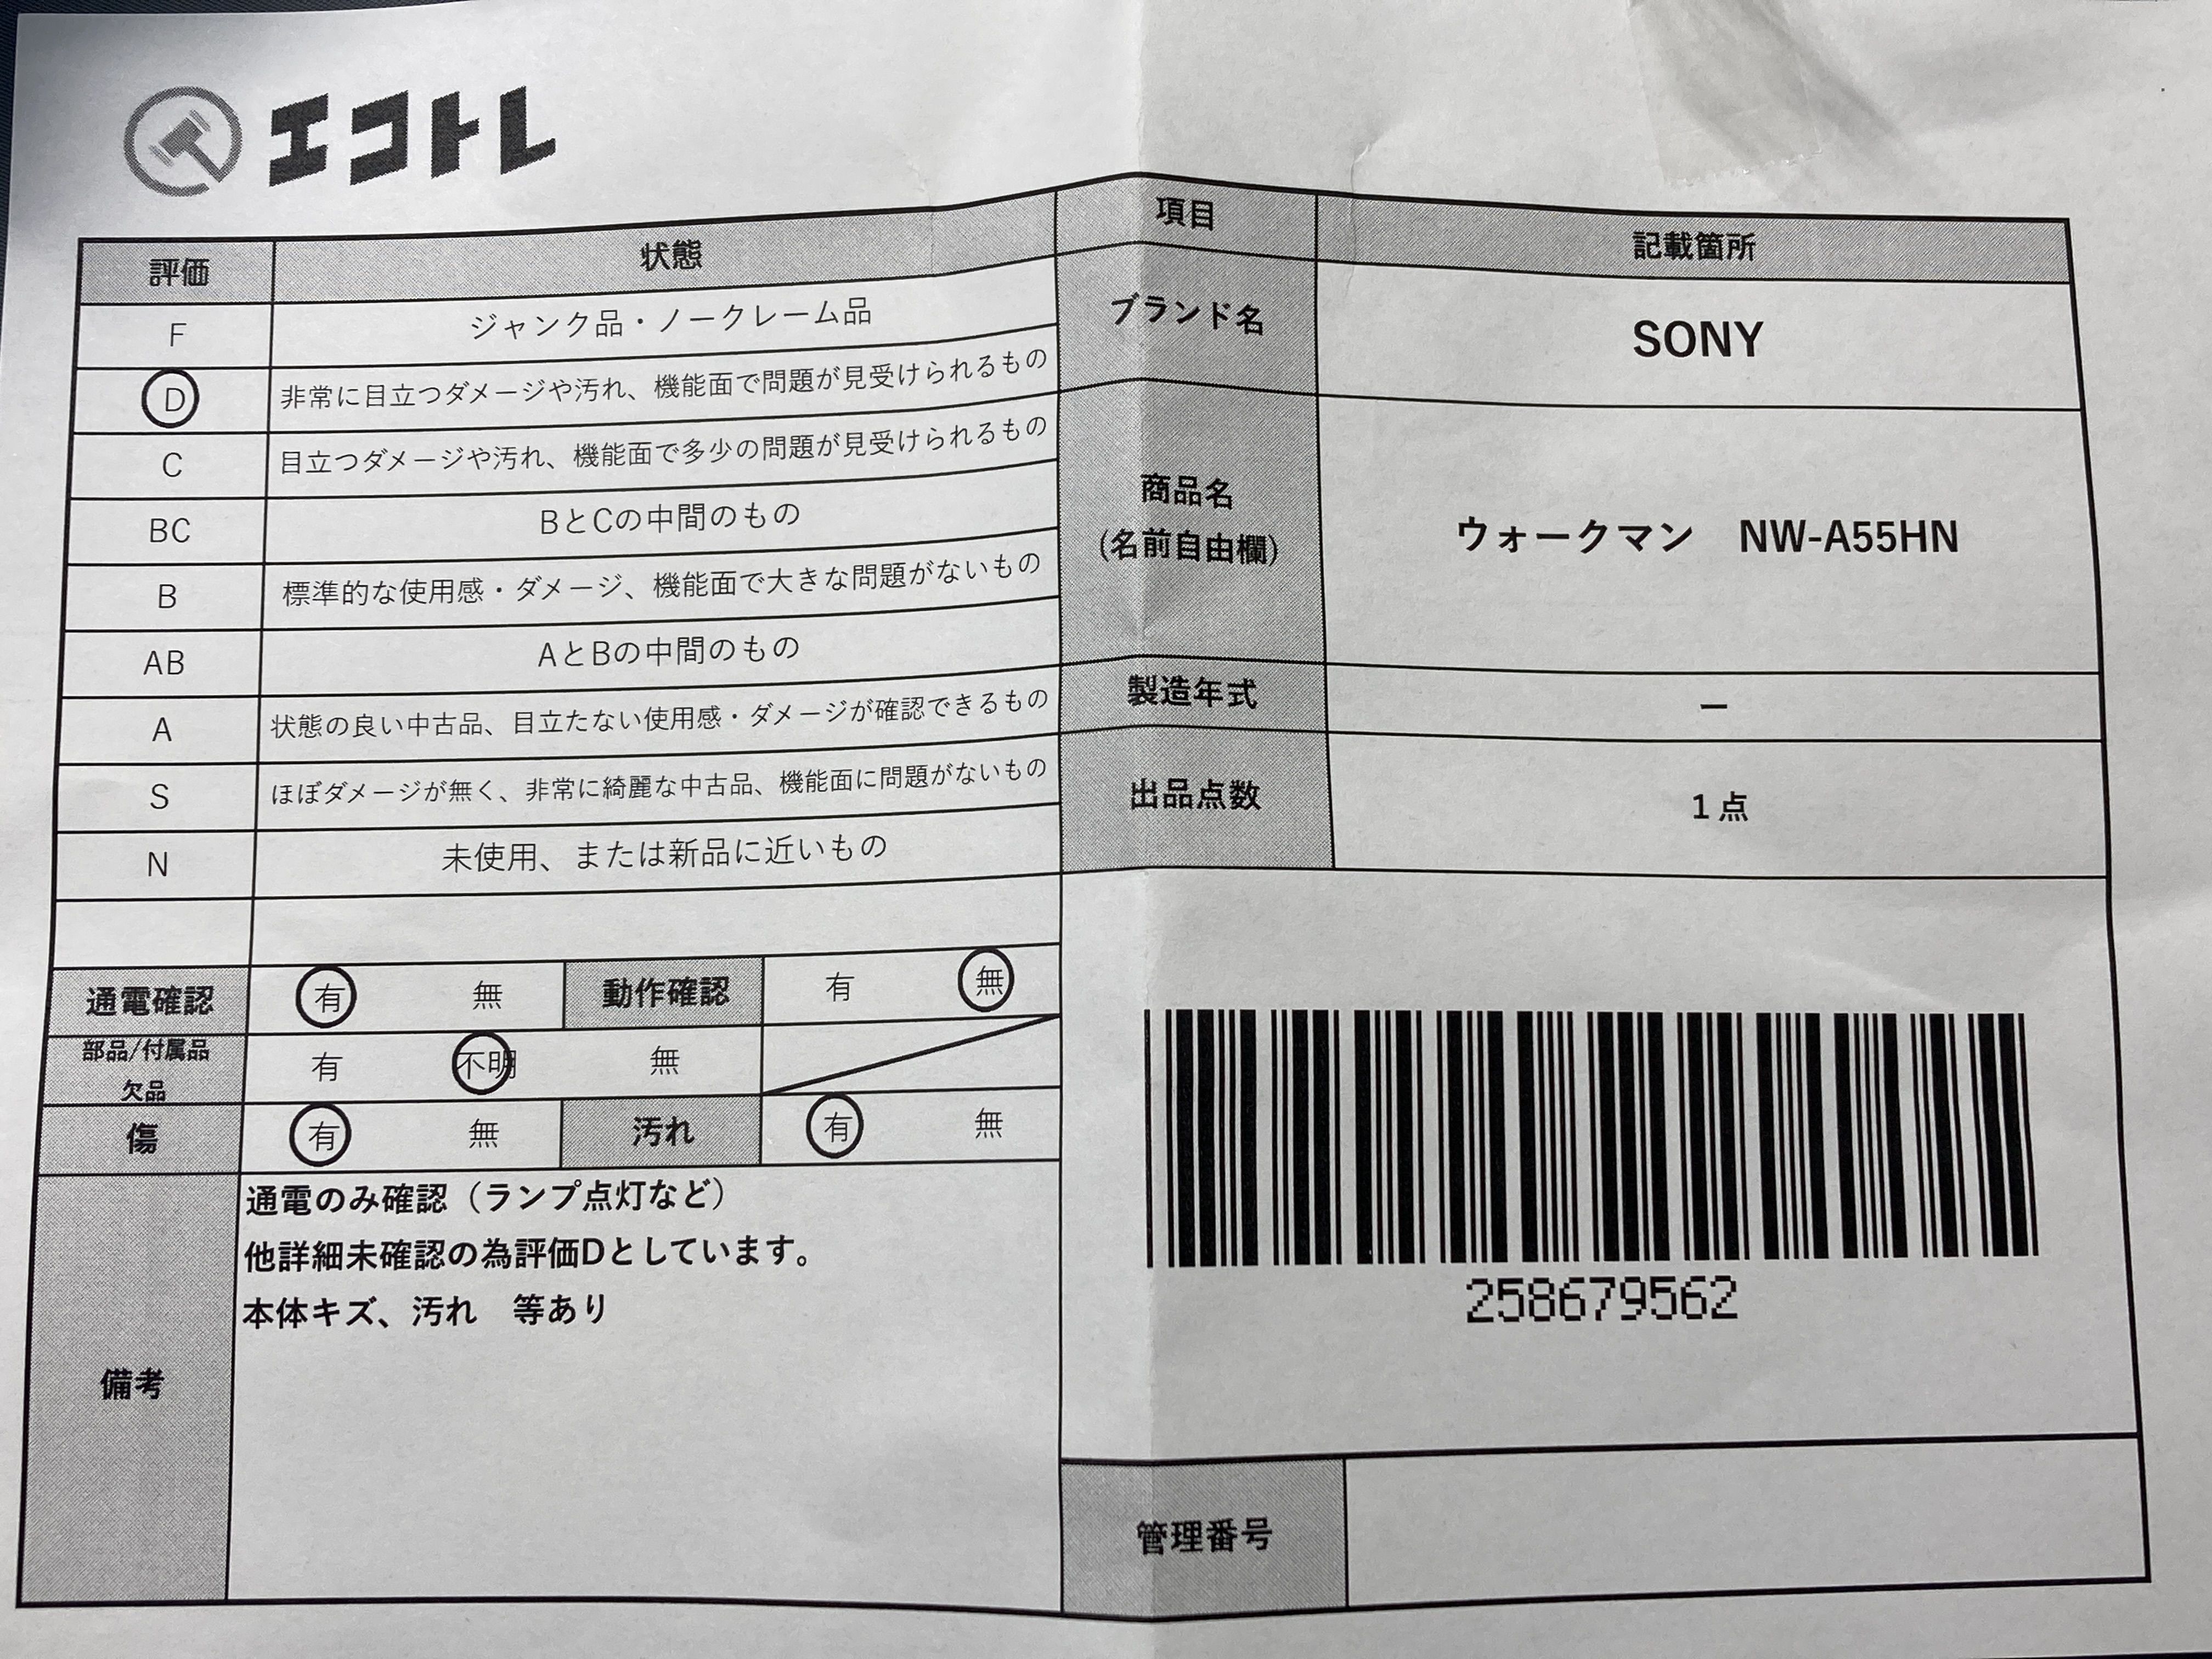 エコトレ
評価 状態
F ジャンク品・ノークレーム品
D 非常に目立つダメージや汚れ、機能面で問題が見受けられるもの
C 目立つダメージや汚れ、機能面で多少の問題が見受けられるもの
BC BとCの中間のもの
B 標準的な使用感・ダメージ、機能面で大きな問題がないもの
AB AとBの中間のもの
A 状態の良い中古品、目立たない使用感・ダメージが確認できるもの
S ほぼダメージが無く、非常に綺麗な中古品、機能面に問題がないもの
N 未使用、または新品に近いもの
通電確認 有 無 動作確認 有 無
部品/付属品
欠品 有 不明 無
傷 有 無 汚れ 有 無
備考
通電のみ確認（ランプ点灯など）
他詳細未確認の為評価Dとしています。
本体キズ、汚れ　等あり
項目 記載箇所
ブランド名 SONY
商品名
(名前自由欄)
ウォークマン　NW-A55HN
製造年式 ー
出品点数 1点
258679562
管理番号